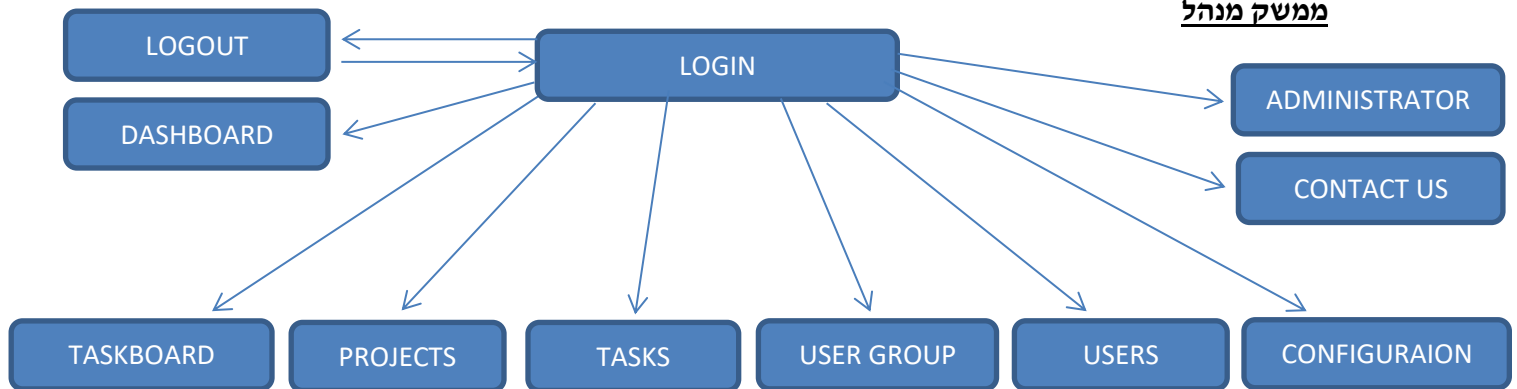 ממשק מנהל
LOGOUT
LOGIN
DASHBOARD
ADMINISTRATOR
CONTACT US
TASKBOARD
PROJECTS
TASKS
USER GROUP
USERS
CONFIGURAION